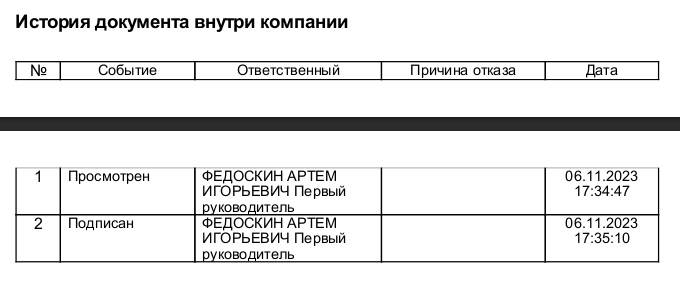 История документа внутри компании
№ Событие Ответственный Причина отказа Дата
1 Просмотрен ФЕДОСКИН АРТЕМ 06.11.2023
ИГОРЬЕВИЧ Первый 17:34:47
руководитель
2 Подписан ФЕДОСКИН АРТЕМ 06.11.2023
ИГОРЬЕВИЧ Первый 17:35:10
руководитель